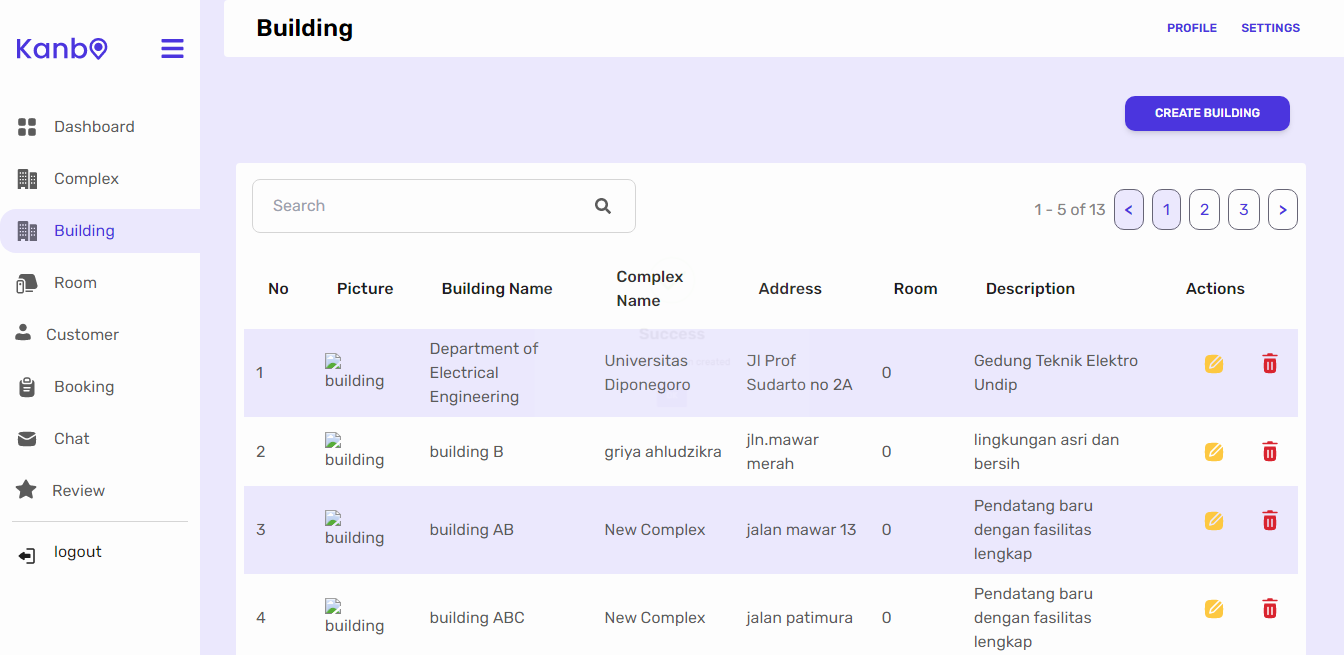 Kanbo
Building
PROFILE
SETTINGS
Dashboard
Complex
Building
Room
Customer
Booking
Chat
Review
logout
CREATE BUILDING
Search
1 - 5 of 13
<
1
2
3
>
No
Picture
Building Name
Complex
Name
Address
Room
Description
Actions
Success
created
1
building
Department of
Electrical
Engineering
Universitas
Diponegoro
Jl Prof
Sudarto no 2A
0
Gedung Teknik Elektro
Undip
2
building
building B
griya ahludzikra
jln.mawar
merah
0
lingkungan asri dan
bersih
3
building
building AB
New Complex
jalan mawar 13
0
Pendatang baru
dengan fasilitas
lengkap
4
building
building ABC
New Complex
jalan patimura
0
Pendatang baru
dengan fasilitas
lengkap